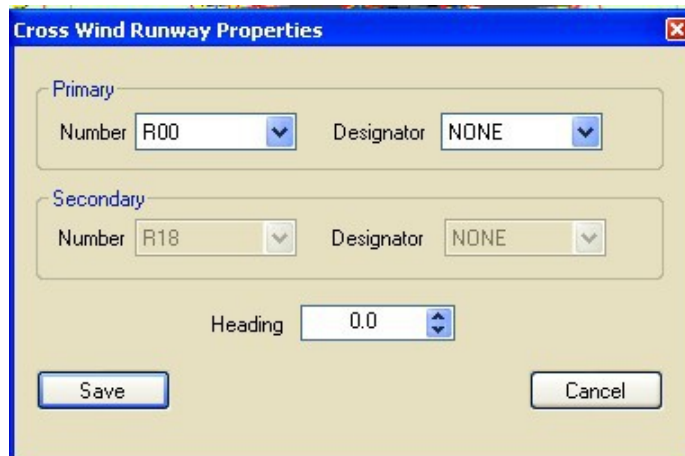 Cross Wind Runway Properties
Primary
Number R00 Designator NONE
Secondary
Number R18 Designator NONE
Heading 0.0
Save Cancel